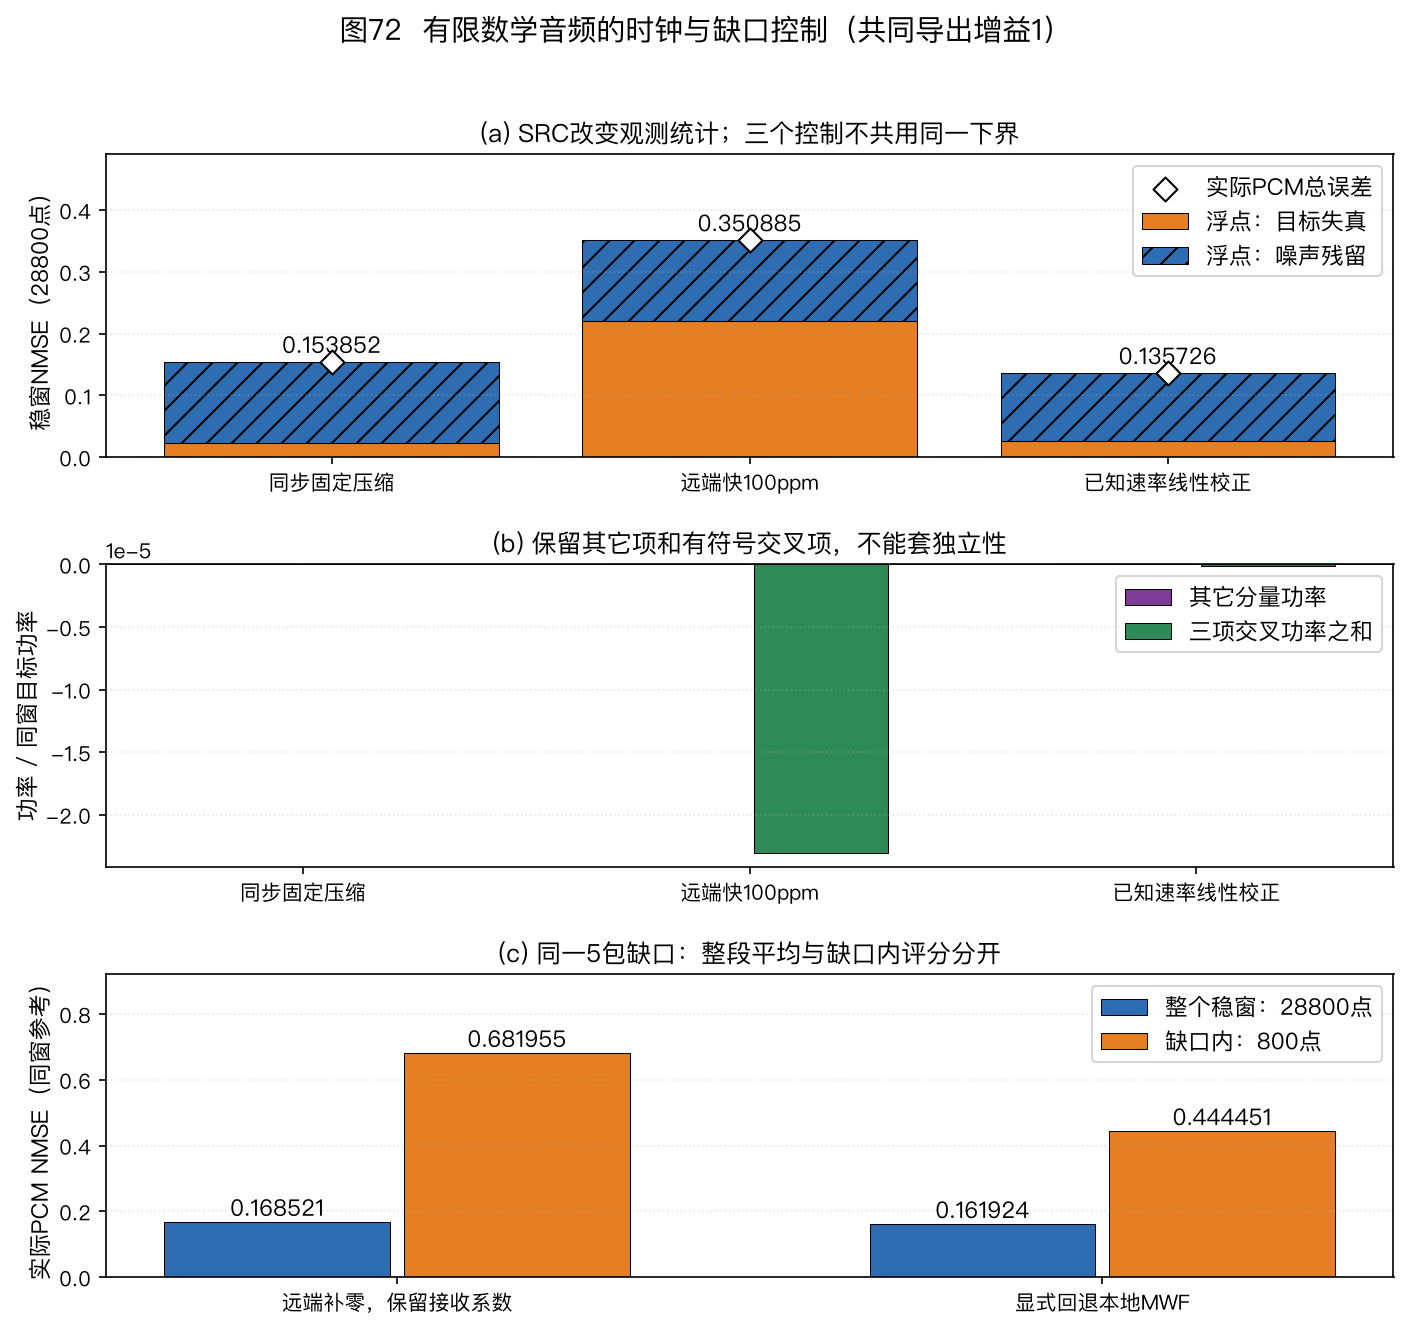 图72 有限数学音频的时钟与缺口控制（共同导出增益1）
(a) SRC改变观测统计；三个控制不共用同一下界
稳窗NMSE（28800点）
0.4
0.3
0.2
0.1
0.0
0.153852
0.350885
0.135726
实际PCM总误差
浮点：目标失真
浮点：噪声残留
同步固定压缩
远端快100ppm
已知速率线性校正
(b) 保留其它项和有符号交叉项，不能套独立性
1e−5
功率 / 同窗目标功率
0.0
−0.5
−1.0
−1.5
−2.0
其它分量功率
三项交叉功率之和
同步固定压缩
远端快100ppm
已知速率线性校正
(c) 同一5包缺口：整段平均与缺口内评分分开
实际PCM NMSE（同窗参考）
0.8
0.6
0.4
0.2
0.0
0.168521
0.681955
0.161924
0.444451
整个稳窗：28800点
缺口内：800点
远端补零，保留接收系数
显式回退本地MWF